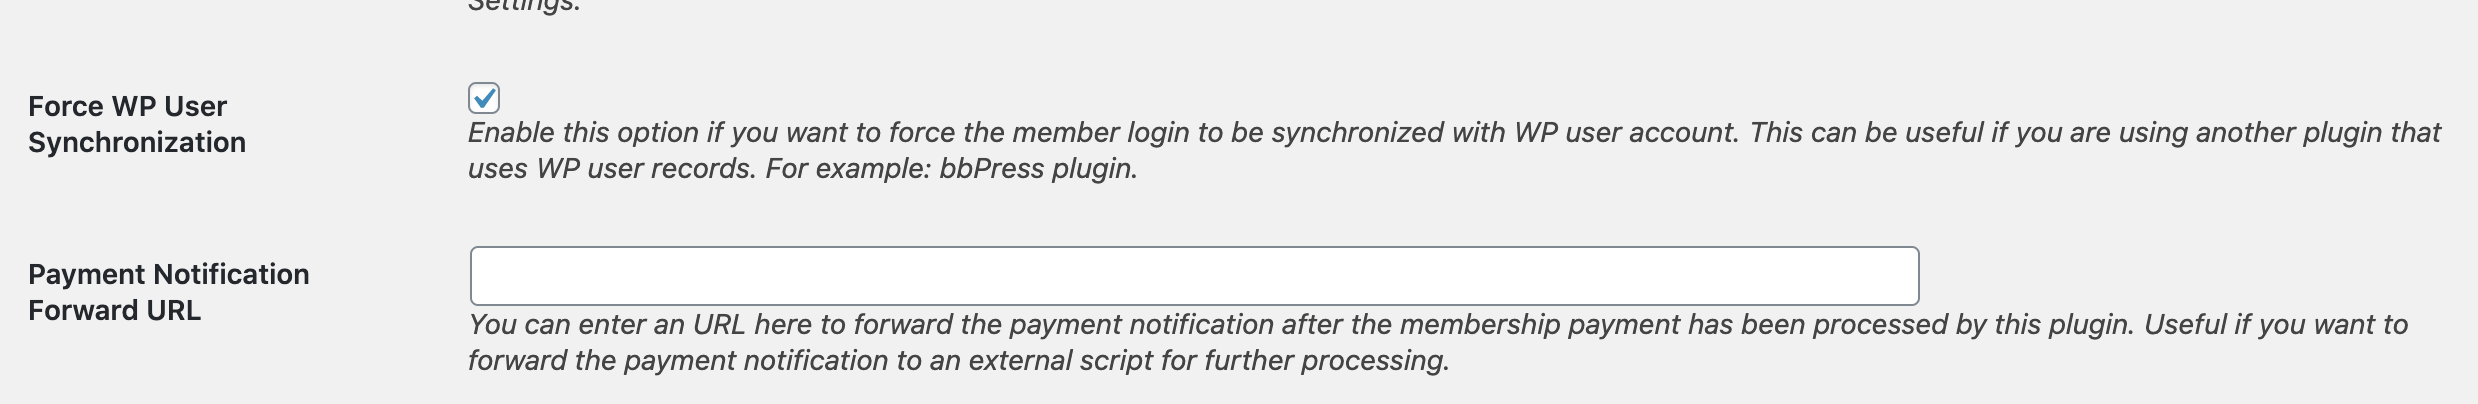 Settings.
Force WP User
Synchronization
Enable this option if you want to force the member login to be synchronized with WP user account. This can be useful if you are using another plugin that
uses WP user records. For example: bbPress plugin.
Payment Notification
Forward URL
You can enter an URL here to forward the payment notification after the membership payment has been processed by this plugin. Useful if you want to
forward the payment notification to an external script for further processing.